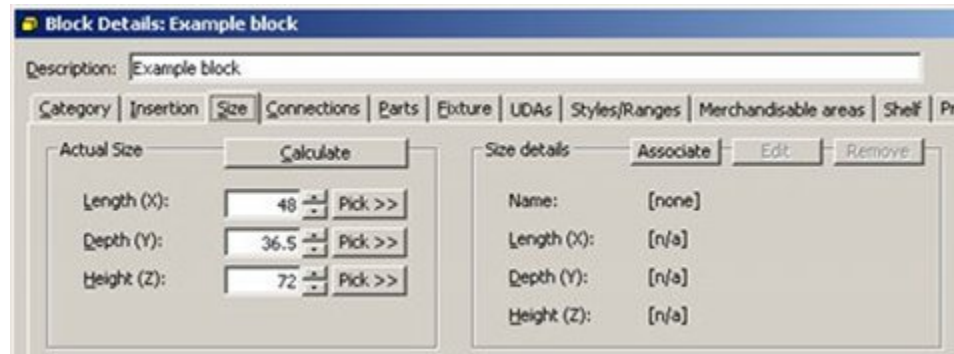 Block Details: Example block
Description: Example block
Category Insertion Size Connections Parts Fixture UDAs Styles/Ranges Merchandisable areas Shelf
Actual Size Calculate Size details Associate Edit Remove
Length (X): 48 Pick >> Name: [none]
Depth (Y): 36.5 Pick >> Length (X): [n/a]
Height (Z): 72 Pick >> Depth (Y): [n/a]
Height (Z): [n/a]